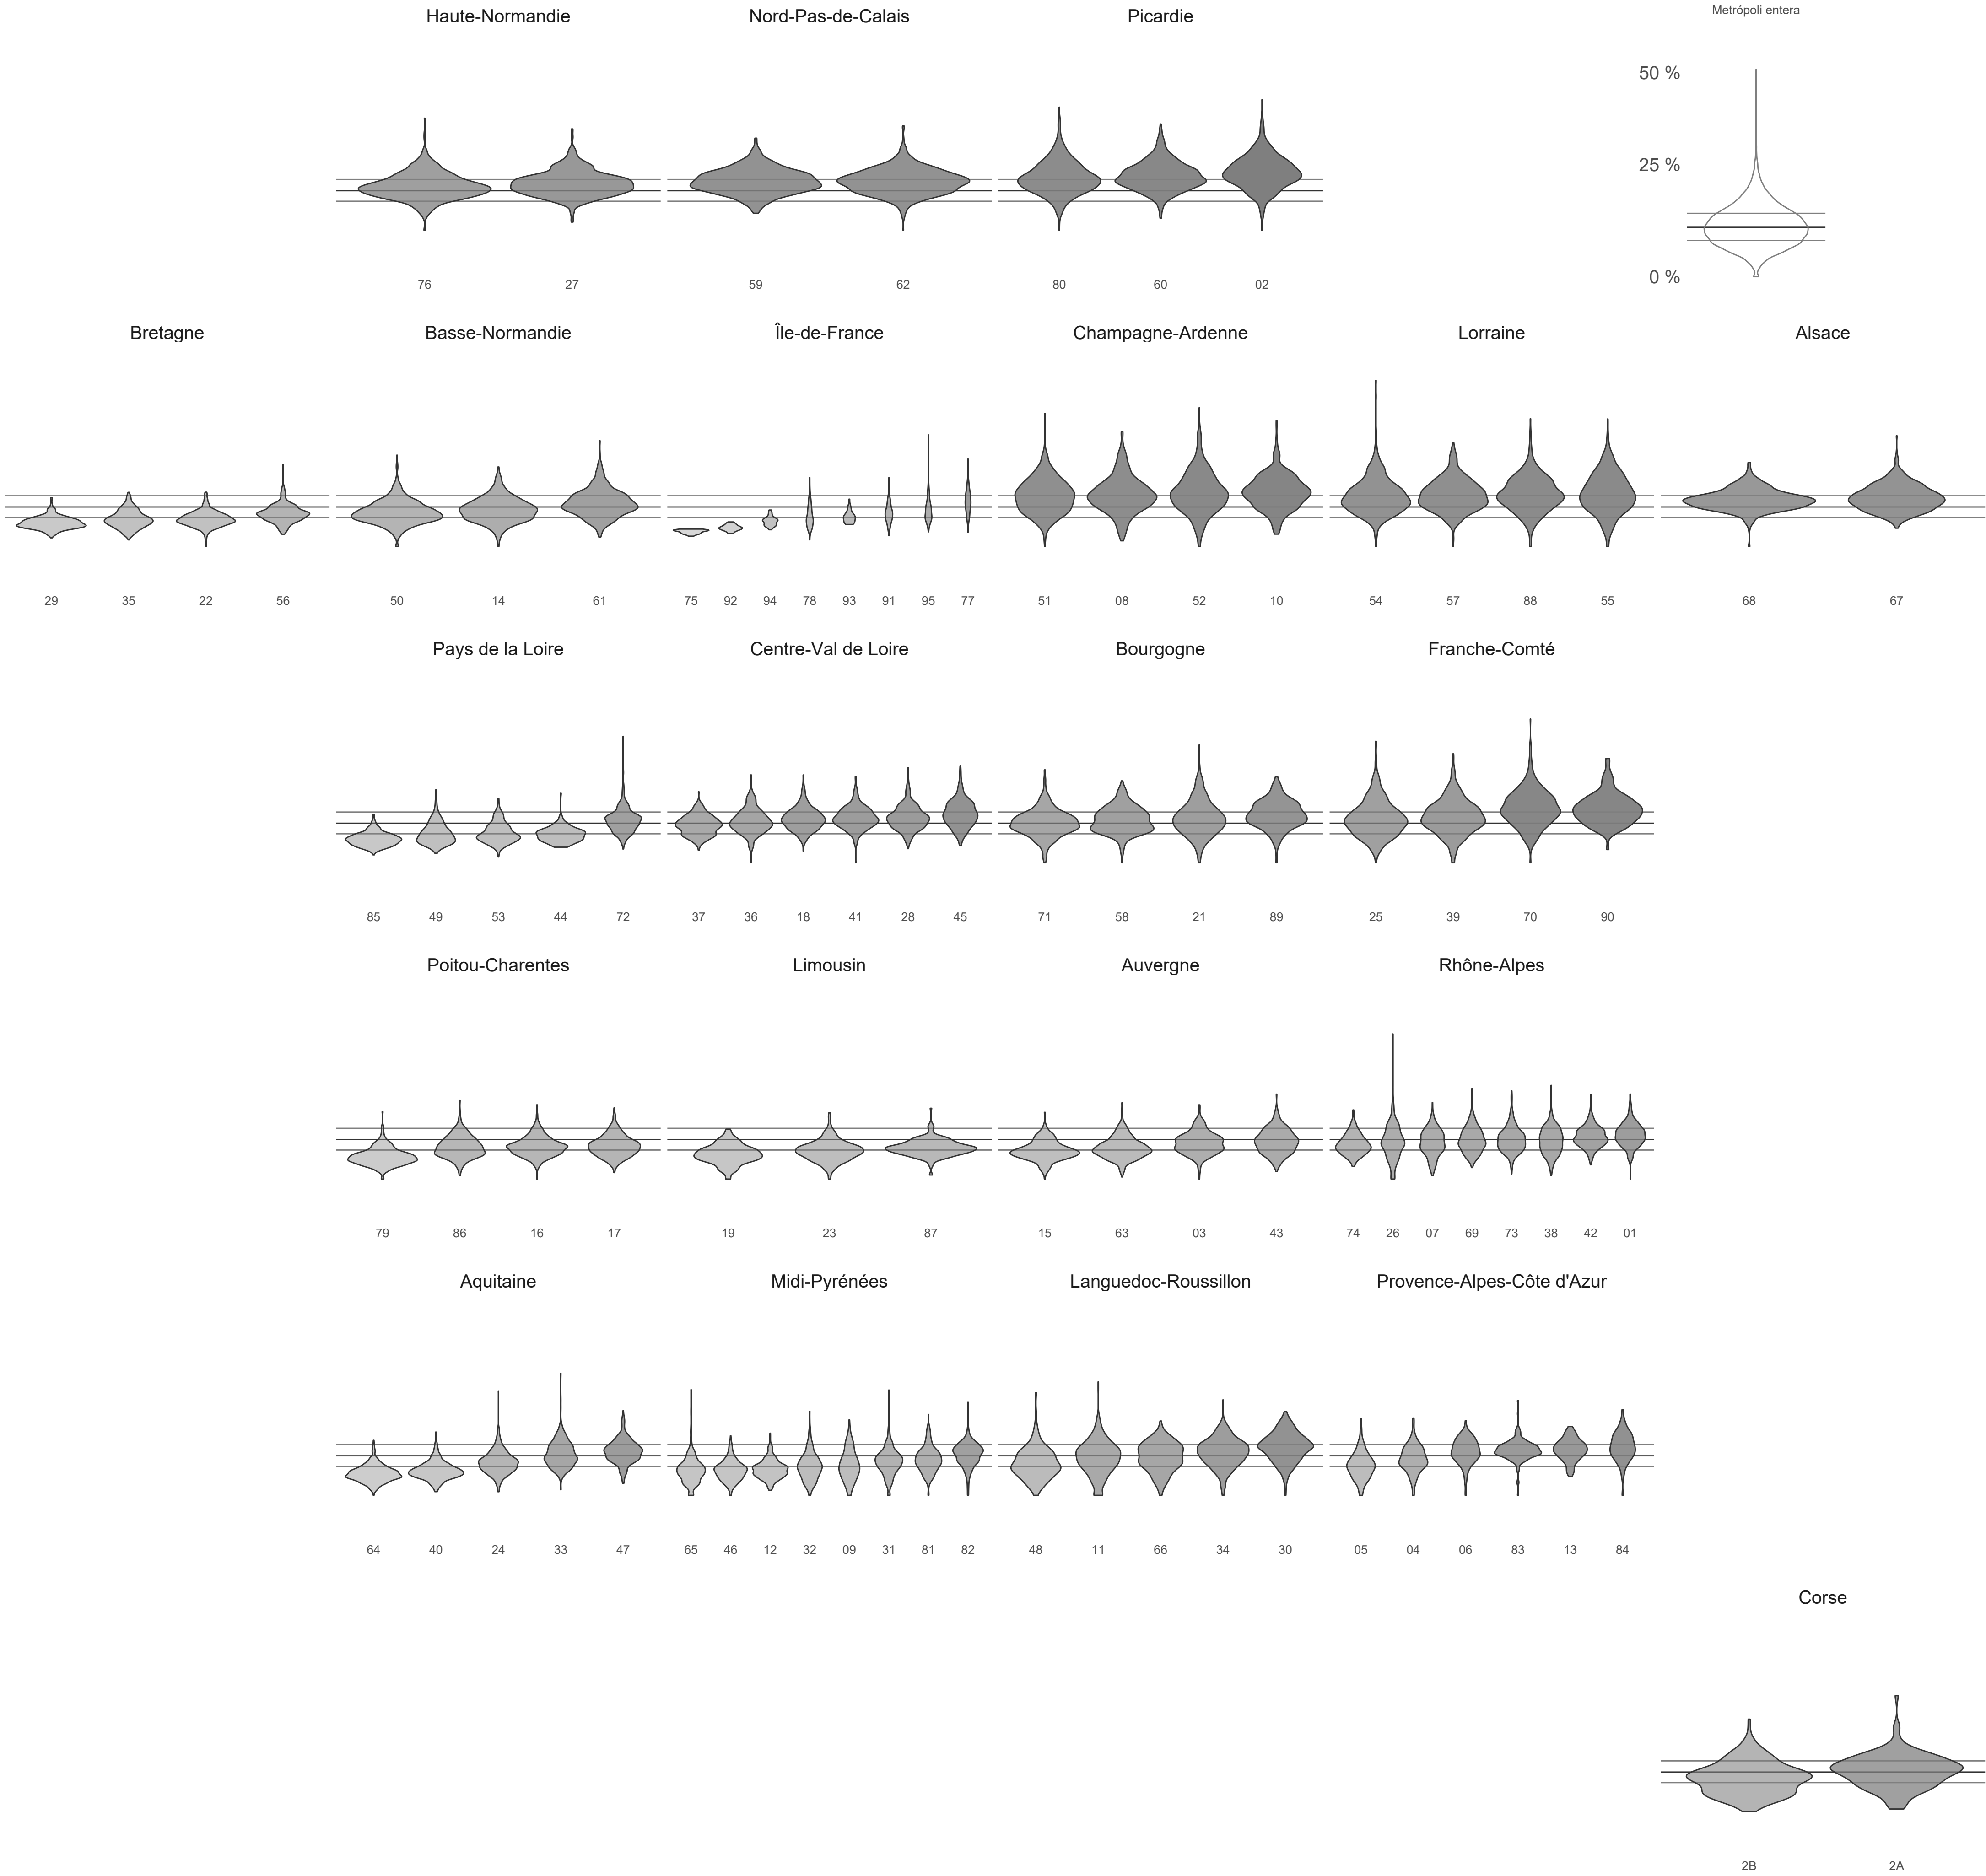 Haute-Normandie Nord-Pas-de-Calais Picardie Metrópoli entera
50 %
25 %
0 %
76 27 59 62 80 60 02
Bretagne Basse-Normandie Île-de-France Champagne-Ardenne Lorraine Alsace
29 35 22 56 50 14 61 75 92 94 78 93 91 95 77 51 08 52 10 54 57 88 55 68 67
Pays de la Loire Centre-Val de Loire Bourgogne Franche-Comté
85 49 53 44 72 37 36 18 41 28 45 71 58 21 89 25 39 70 90
Poitou-Charentes Limousin Auvergne Rhône-Alpes
79 86 16 17 19 23 87 15 63 03 43 74 26 07 69 73 38 42 01
Aquitaine Midi-Pyrénées Languedoc-Roussillon Provence-Alpes-Côte d'Azur
64 40 24 33 47 65 46 12 32 09 31 81 82 48 11 66 34 30 05 04 06 83 13 84
Corse
2B 2A